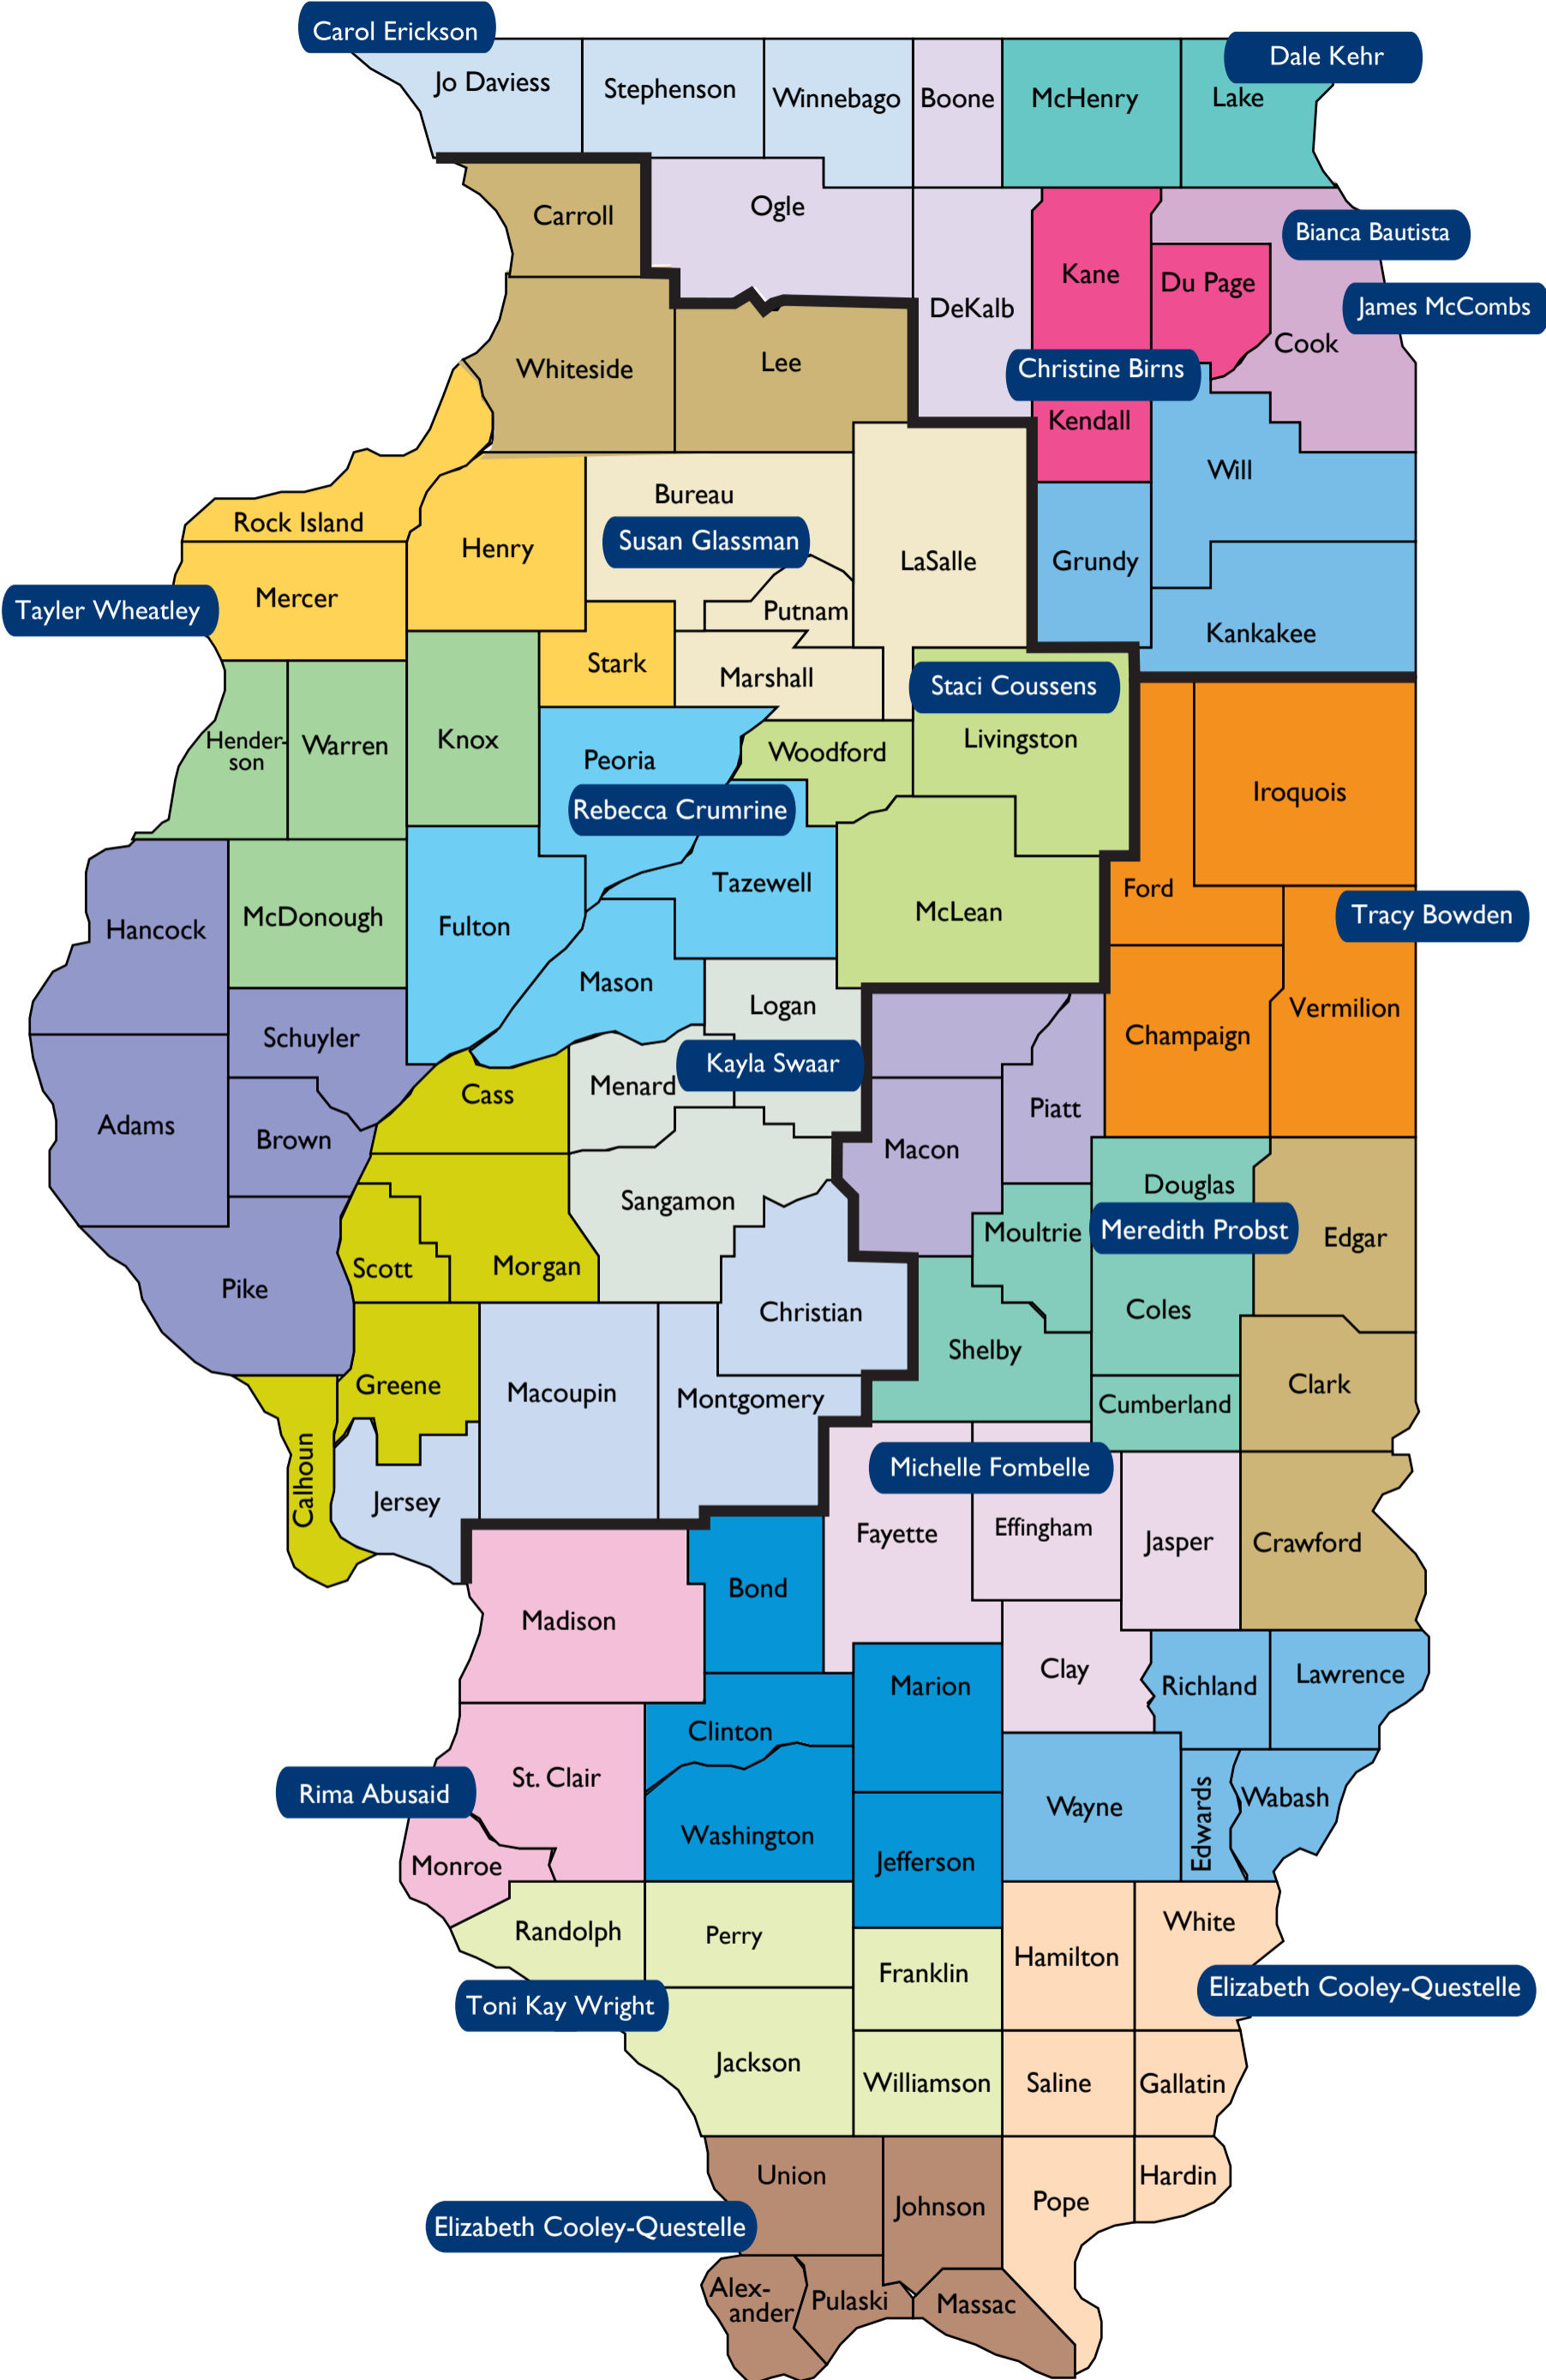 Carol Erickson
Dale Kehr
Jo Daviess
Stephenson
Winnebago
Boone
McHenry
Lake
Carroll
Ogle
Bianca Bautista
Kane
Du Page
DeKalb
James McCombs
Cook
Whiteside
Lee
Christine Birns
Kendall
Will
Bureau
Rock Island
Susan Glassman
Henry
LaSalle
Grundy
Tayler Wheatley
Mercer
Putnam
Kankakee
Stark
Marshall
Staci Coussens
Hender-
son
Warren
Knox
Peoria
Woodford
Livingston
Iroquois
Rebecca Crumrine
Tazewell
Ford
Hancock
McDonough
Fulton
McLean
Tracy Bowden
Mason
Logan
Vermilion
Schuyler
Champaign
Kayla Swaar
Cass
Menard
Piatt
Adams
Brown
Macon
Sangamon
Douglas
Moultrie
Meredith Probst
Edgar
Scott
Morgan
Pike
Christian
Coles
Shelby
Greene
Macoupin
Montgomery
Cumberland
Clark
Calhoun
Michelle Fombelle
Jersey
Fayette
Effingham
Jasper
Crawford
Bond
Madison
Clay
Marion
Richland
Lawrence
Clinton
St. Clair
Rima Abusaid
Wayne
Edwards
Wabash
Washington
Monroe
Jefferson
Randolph
Perry
White
Hamilton
Franklin
Elizabeth Cooley-Questelle
Toni Kay Wright
Jackson
Williamson
Saline
Gallatin
Union
Hardin
Johnson
Pope
Elizabeth Cooley-Questelle
Alex-
ander
Pulaski
Massac